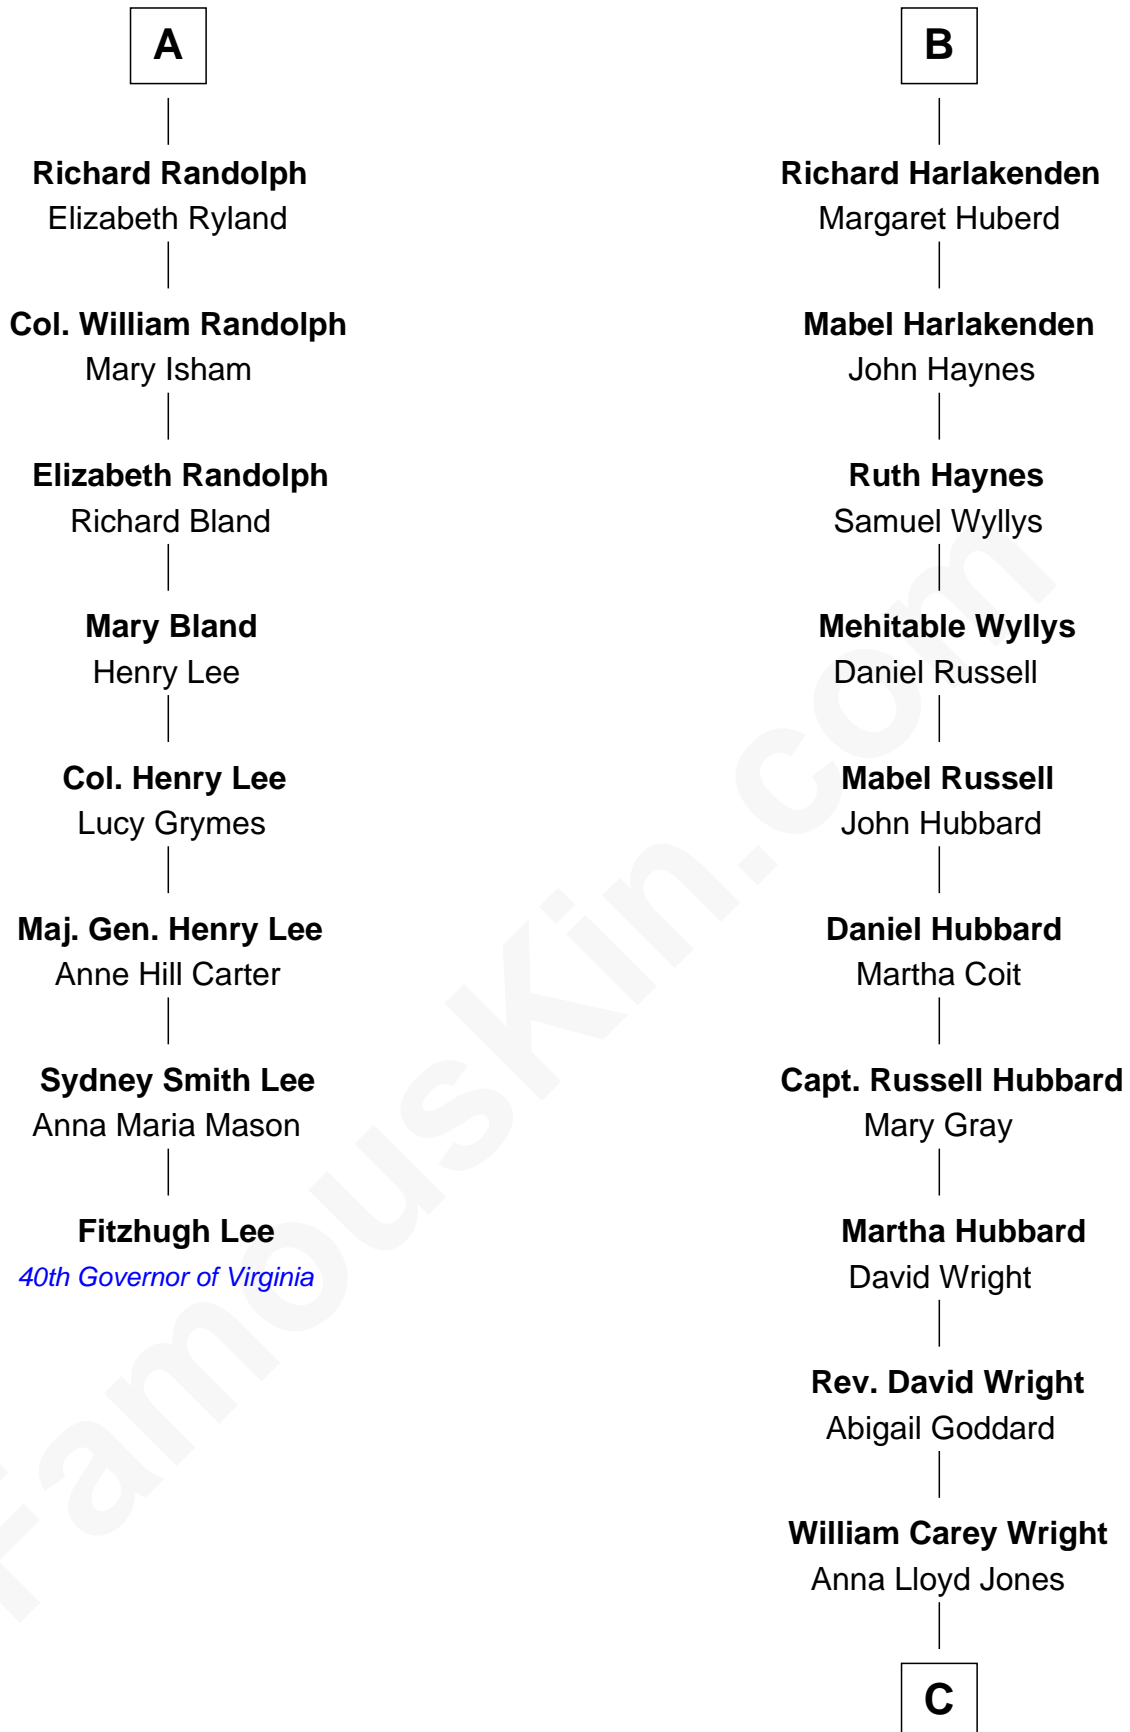 A
Richard Randolph
Elizabeth Ryland
Col. William Randolph
Mary Isham
Elizabeth Randolph
Richard Bland
Mary Bland
Henry Lee
Col. Henry Lee
Lucy Grymes
Maj. Gen. Henry Lee
Anne Hill Carter
Sydney Smith Lee
Anna Maria Mason
Fitzhugh Lee
40th Governor of Virginia
B
Richard Harlakenden
Margaret Huberd
Mabel Harlakenden
John Haynes
Ruth Haynes
Samuel Wyllys
Mehitable Wyllys
Daniel Russell
Mabel Russell
John Hubbard
Daniel Hubbard
Martha Coit
Capt. Russell Hubbard
Mary Gray
Martha Hubbard
David Wright
Rev. David Wright
Abigail Goddard
William Carey Wright
Anna Lloyd Jones
C
FamousKin.com